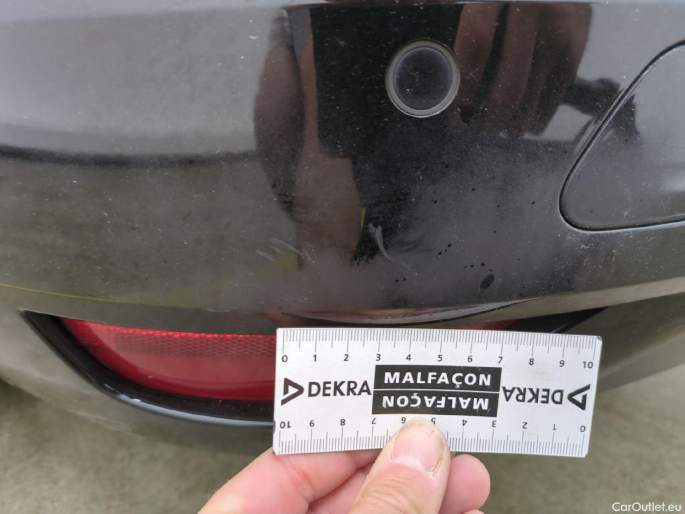 0 1 2 3 4 5 6 7 8 9 10
DEKRA MALFAÇON DEKRA
MALFAÇON
10 9 8 7 6 5 4 3 2 1 0
CarOutlet.eu